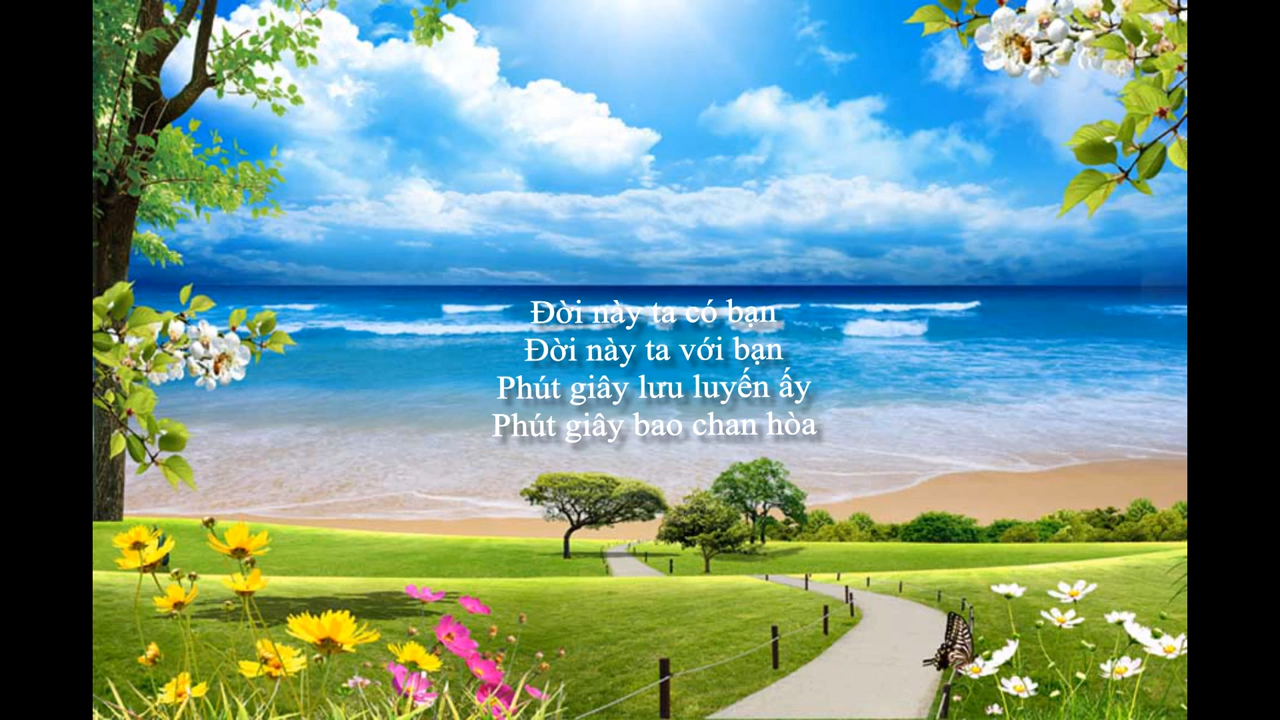 Đời này ta có bạn
Đời này ta với bạn
Phút giây lưu luyến ấy
Phút giây bao chan hòa